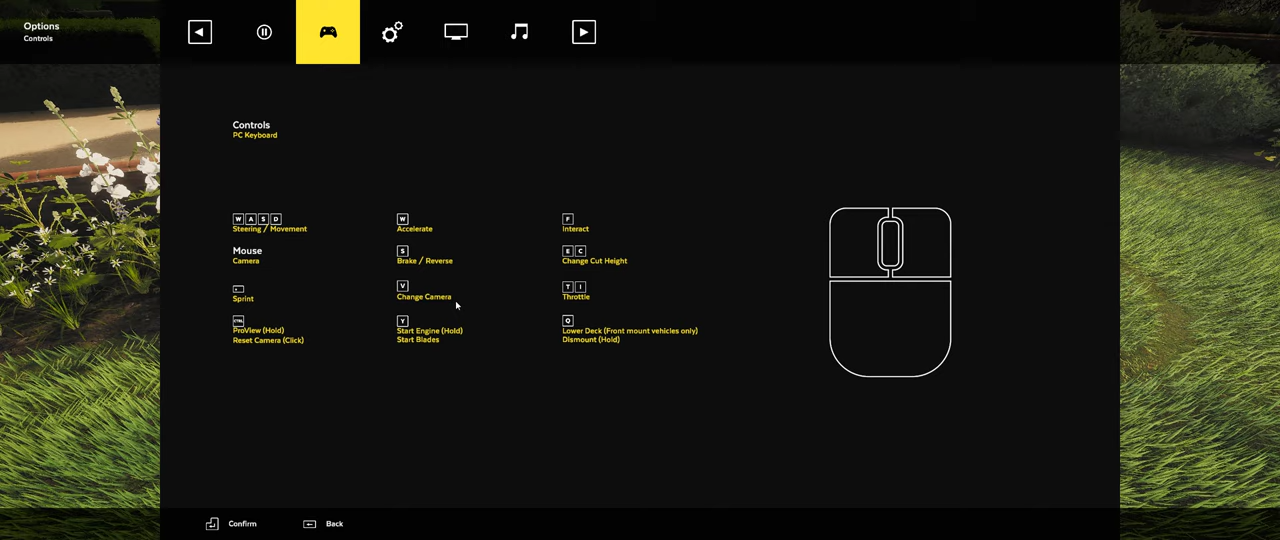 Options
Controls
Controls
PC Keyboard
W A S D
Steering / Movement
Mouse
Camera
Sprint
CTRL
ProView (Hold)
Reset Camera (Click)
W
Accelerate
S
Brake / Reverse
V
Change Camera
Y
Start Engine (Hold)
Start Blades
F
Interact
E C
Change Cut Height
T I
Throttle
Q
Lower Deck (Front mount vehicles only)
Dismount (Hold)
Confirm
Back